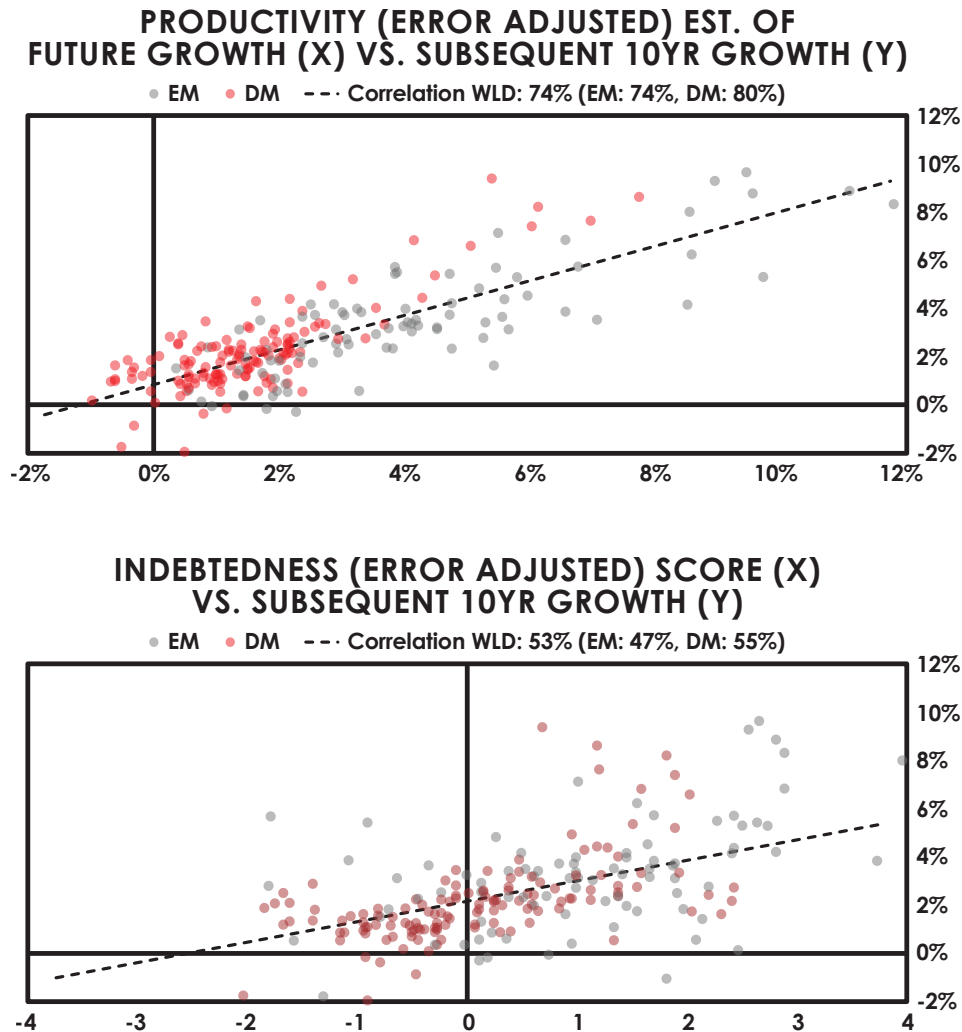 PRODUCTIVITY (ERROR ADJUSTED) EST. OF
FUTURE GROWTH (X) VS. SUBSEQUENT 10YR GROWTH (Y)
EM DM Correlation WLD: 74% (EM: 74%, DM: 80%)
12%
10%
8%
6%
4%
2%
0%
-2%
-2% 0% 2% 4% 6% 8% 10% 12%
INDEBTEDNESS (ERROR ADJUSTED) SCORE (X)
VS. SUBSEQUENT 10YR GROWTH (Y)
EM DM Correlation WLD: 53% (EM: 47%, DM: 55%)
12%
10%
8%
6%
4%
2%
0%
-2%
-4 -3 -2 -1 0 1 2 3 4